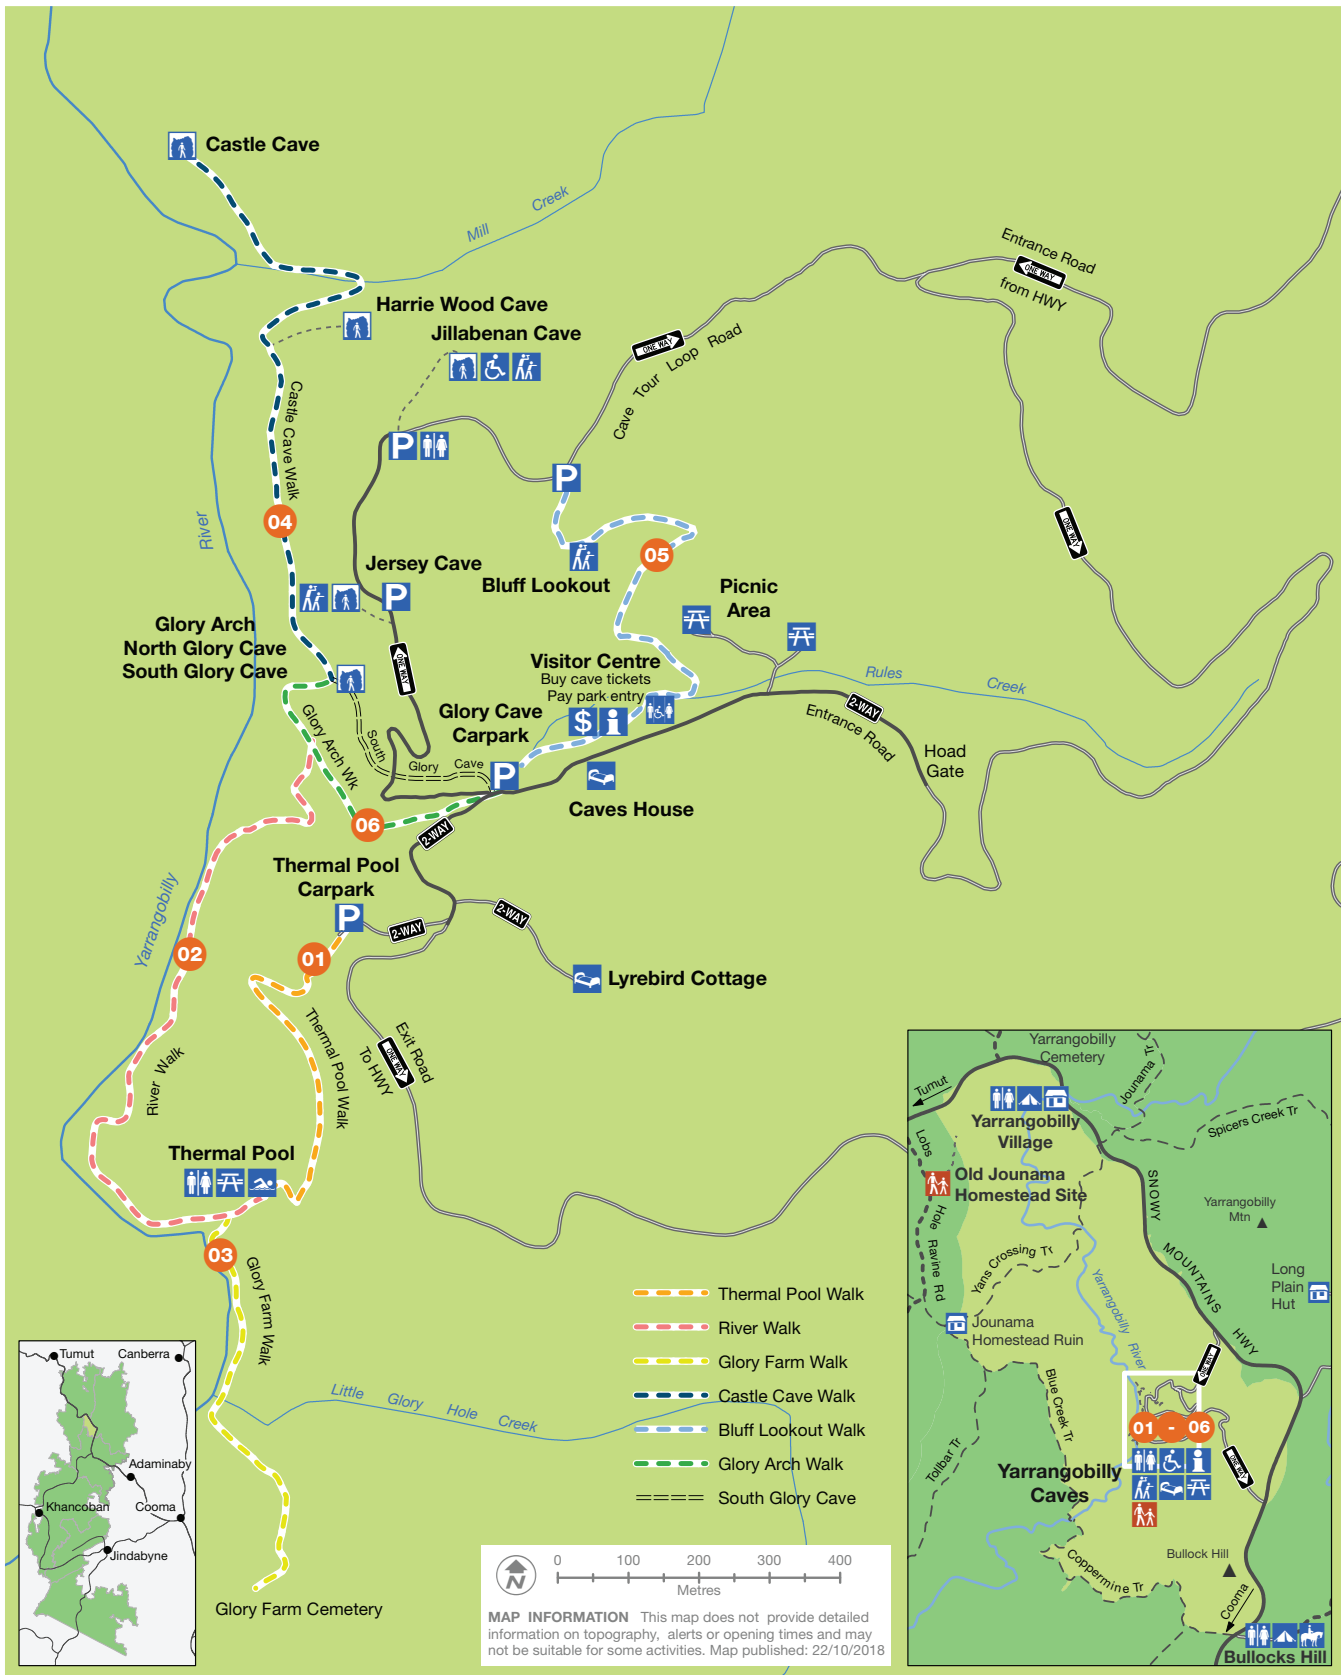 Castle Cave
Mill Creek
Entrance Road
ONE WAY
from HWY
Harrie Wood Cave
Jillabenan Cave
ONE WAY
Cave Tour Loop Road
Castle Cave Walk
P
P
04
River
05
ONE WAY
Jersey Cave
P
Bluff Lookout
Picnic
Area
Glory Arch
North Glory Cave
South Glory Cave
ONE WAY
Visitor Centre
Buy cave tickets
Pay park entry
$ i
Rules Creek
2-WAY
Entrance Road
Hoad
Gate
Glory Cave
Carpark
P
Glory Arch Wk
South Glory Cave
Caves House
06
2-WAY
Thermal Pool
Carpark
P
2-WAY
2-WAY
Yarrangobilly
02
01
Lyrebird Cottage
Thermal Pool Walk
Exit Road
ONE WAY
To HWY
River Walk
Thermal Pool
03
Glory Farm Walk
Little Glory Hole Creek
Glory Farm Cemetery
Thermal Pool Walk
River Walk
Glory Farm Walk
Castle Cave Walk
Bluff Lookout Walk
Glory Arch Walk
South Glory Cave
N
0 100 200 300 400
Metres
MAP INFORMATION This map does not provide detailed
information on topography, alerts or opening times and may
not be suitable for some activities. Map published: 22/10/2018
Tumut
Canberra
Adaminaby
Khancoban
Cooma
Jindabyne
Yarrangobilly
Cemetery
Tumut
Jounama Tr
Yarrangobilly
Village
Spicers Creek Tr
Lobs Hole Ravine Rd
Old Jounama
Homestead Site
SNOWY MOUNTAINS HWY
Yarrangobilly
Mtn
Yans Crossing Tr
Yarrangobilly River
Long
Plain
Hut
Jounama
Homestead Ruin
ONE WAY
Blue Creek Tr
01 - 06
Tollbar Tr
ONE WAY
i
Yarrangobilly
Caves
Bullock Hill
Coppermine Tr
Cooma
Bullocks Hill